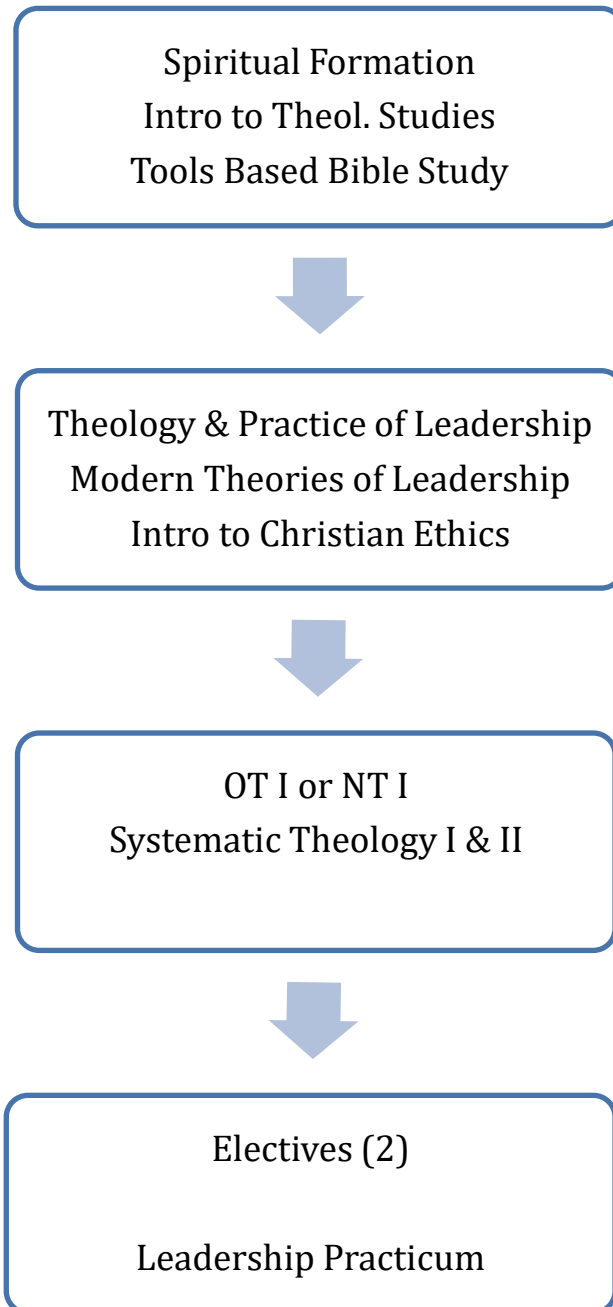 Spiritual Formation
Intro to Theol. Studies
Tools Based Bible Study
Theology & Practice of Leadership
Modern Theories of Leadership
Intro to Christian Ethics
OT I or NT I
Systematic Theology I & II
Electives (2)
Leadership Practicum